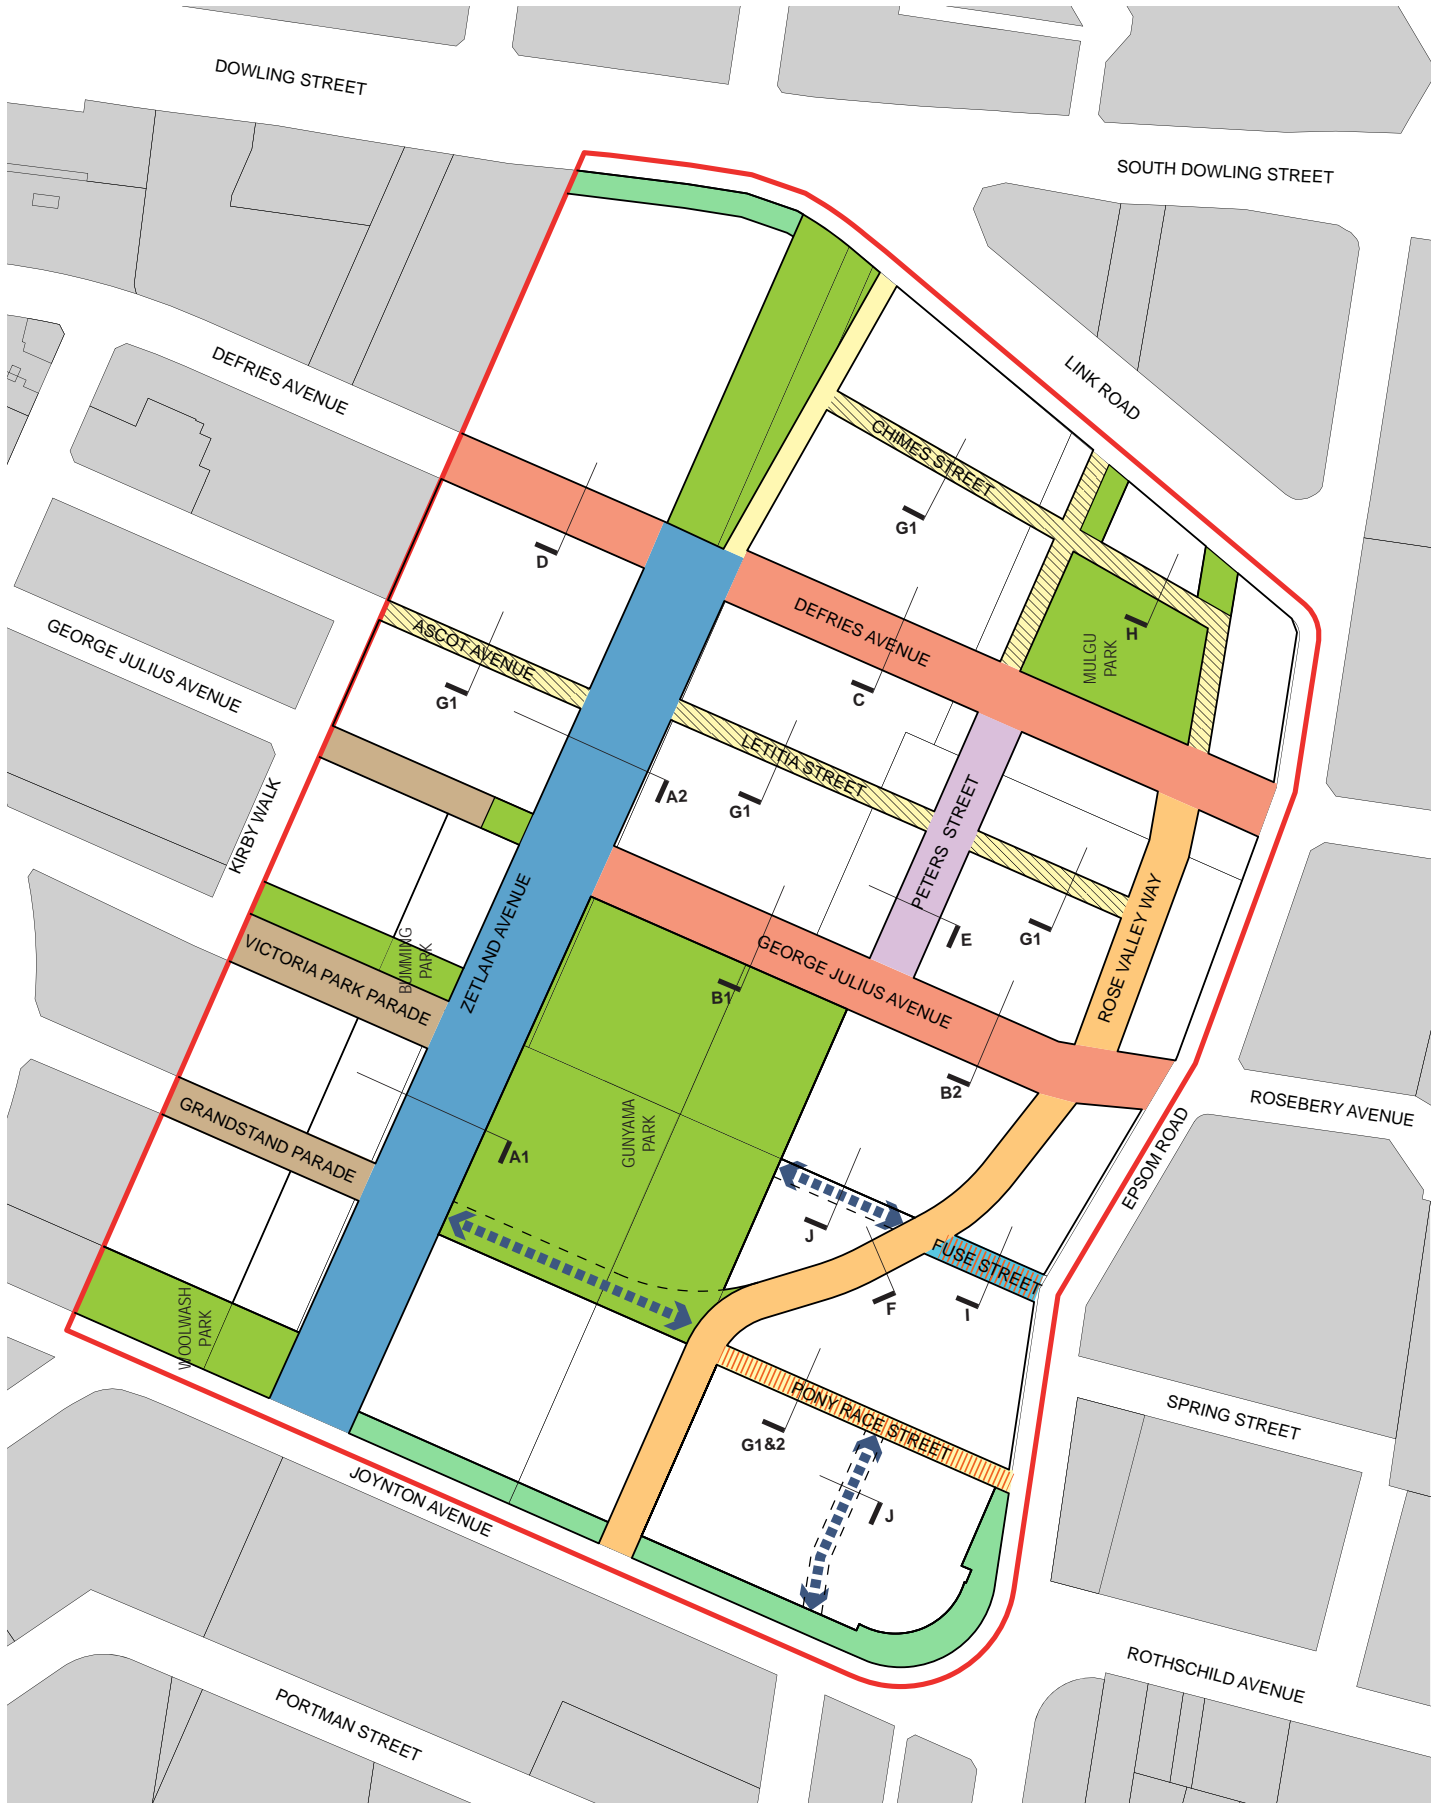 DOWLING STREET
SOUTH DOWLING STREET
LINK ROAD
DEFRIES AVENUE
CHIMES STREET
G1
D
H
MULGU
PARK
DEFRIES AVENUE
ASCOT AVENUE
GEORGE JULIUS AVENUE
G1
C
LETITIA STREET
A2
G1
PETERS STREET
KIRBY WALK
ROSE VALLEY WAY
ZETLAND AVENUE
BUMMING
PARK
VICTORIA PARK PARADE
E
G1
GEORGE JULIUS AVENUE
B1
B2
GRANDSTAND PARADE
GUNYAMA
PARK
A1
ROSEBERY AVENUE
EPSOM ROAD
J
FUSE STREET
F
I
WOOLWASH
PARK
PONY RACE STREET
G1&2
SPRING STREET
JOYNTON AVENUE
J
ROTHSCHILD AVENUE
PORTMAN STREET